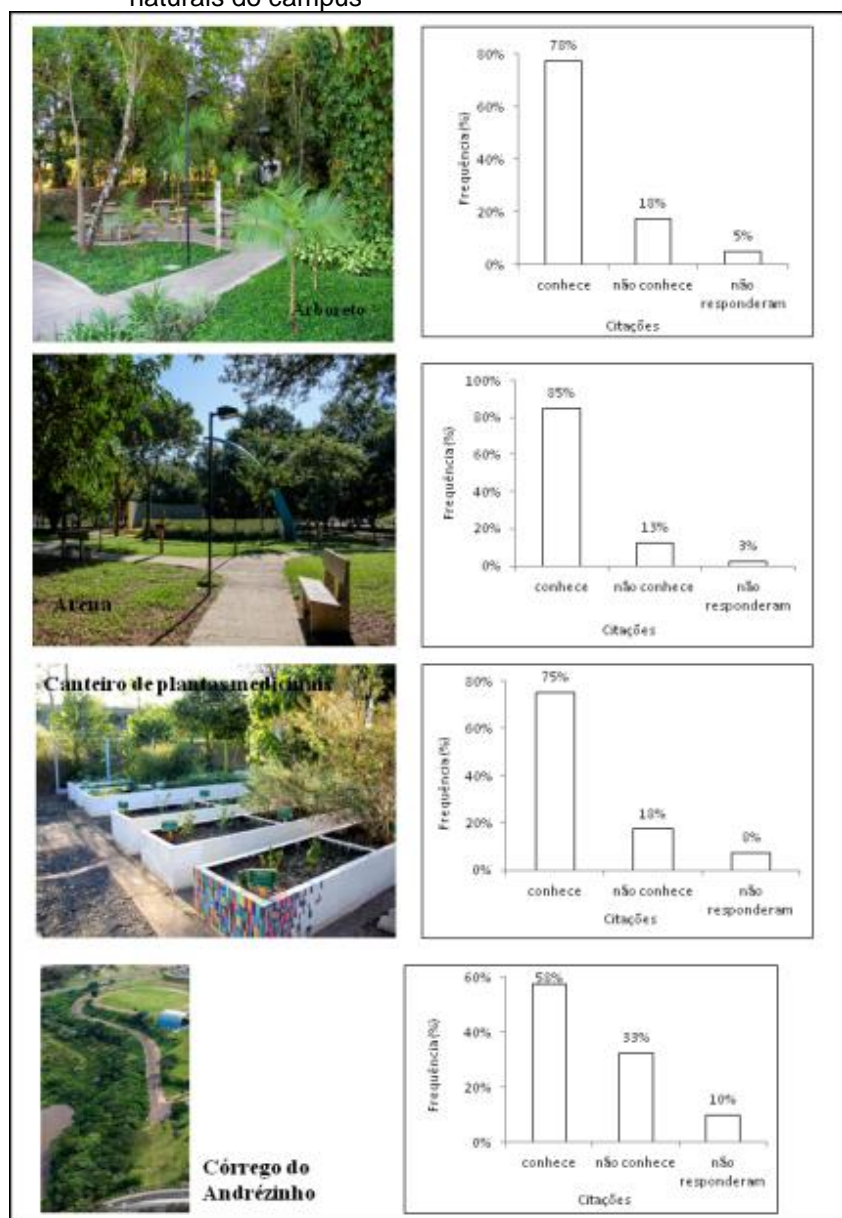 naturais do campus
Arboreto
80%
78%
60%
40%
20%
0%
18%
5%
Frequência (%)
conhece
não conhece
não
responderam
Citações
Arena
100%
85%
80%
60%
40%
20%
0%
13%
3%
Frequência (%)
conhece
não conhece
não
responderam
Citações
Canteiro de plantas medicinais
80%
75%
60%
40%
20%
0%
18%
8%
Frequência (%)
conhece
não conhece
não
responderam
Citações
Córrego do
Andrézinho
60%
58%
40%
33%
20%
10%
0%
Frequência (%)
conhece
não conhece
não
responderam
Citações